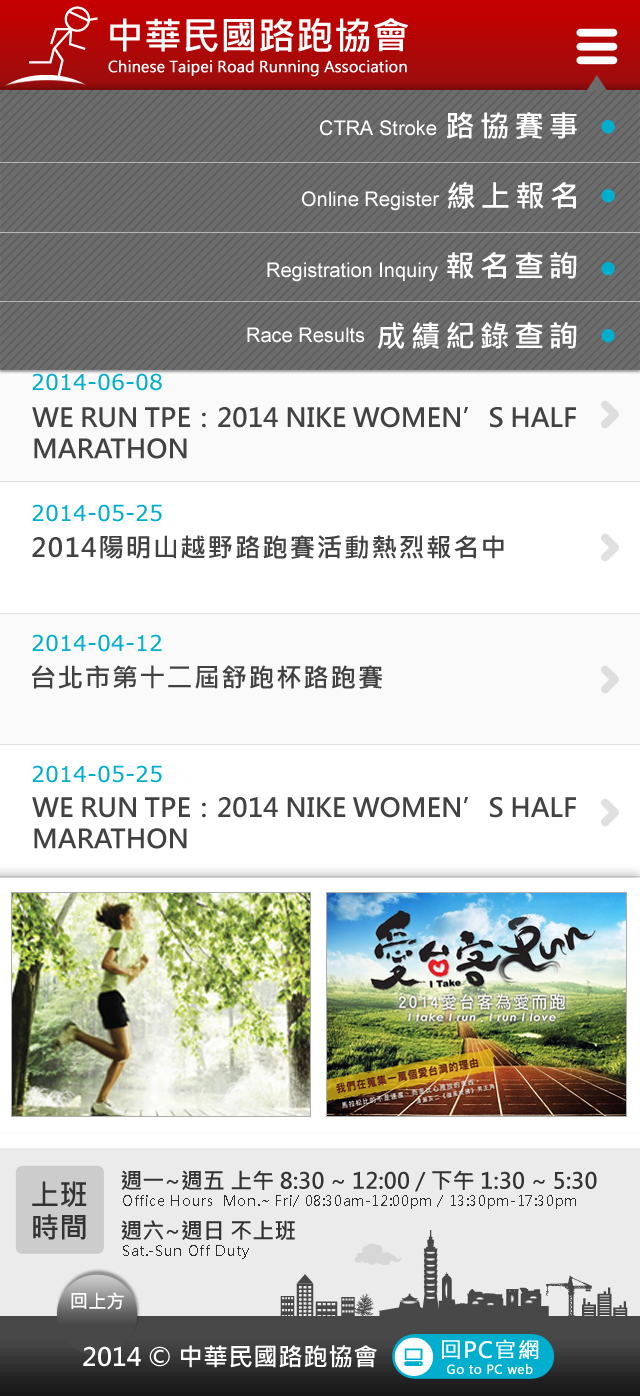 中華民國路跑協會
Chinese Taipei Road Running Association
CTRA Stroke 路協賽事
Online Register 線上報名
Registration Inquiry 報名查詢
Race Results 成績紀錄查詢
2014-06-08
WE RUN TPE：2014 NIKE WOMEN’S HALF
MARATHON
2014-05-25
2014陽明山越野路跑賽活動熱烈報名中
2014-04-12
台北市第十二屆舒跑杯路跑賽
2014-05-25
WE RUN TPE：2014 NIKE WOMEN’S HALF
MARATHON
愛台客Run
I Take
2014愛台客為愛而跑
I take I run , I run I love
我們在蒐集一萬個愛台灣的理由
上班
時間
週一~週五 上午 8:30 ~ 12:00 / 下午 1:30 ~ 5:30
Office Hours Mon.~ Fri/ 08:30am-12:00pm / 13:30pm-17:30pm
週六~週日 不上班
Sat.-Sun Off Duty
回上方
2014 © 中華民國路跑協會
回PC官網
Go to PC web